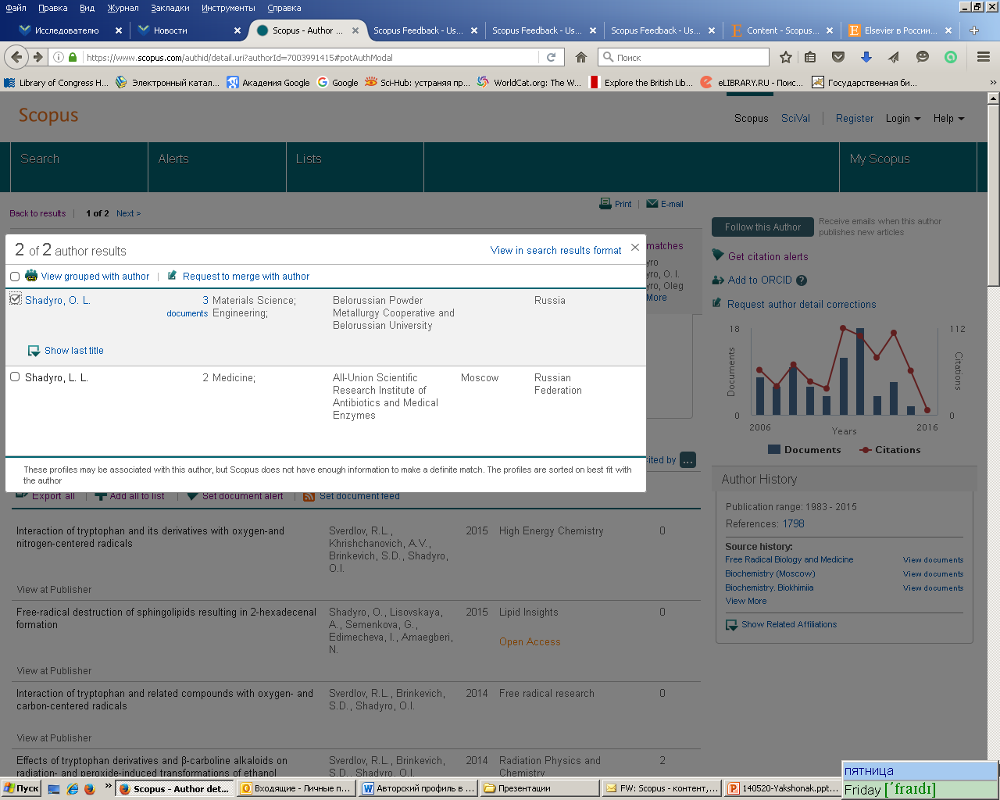 Файл Правка Вид Журнал Закладки Инструменты Справка
Исследователю Новости Scopus - Author ... Scopus Feedback - Us... Scopus Feedback - Us... Scopus Feedback - Us... Content - Scopus... Elsevier в России...
https://www.scopus.com/authid/detail.uri?authorId=7003991415#potAuthModal Поиск
Library of Congress H... Электронный катал... Академия Google Google Sci-Hub: устраняя пр... WorldCat.org: The W... Explore the British Lib... eLIBRARY.RU - Поис... Государственная би... »
Scopus
Scopus SciVal Register Login Help
Search Alerts Lists My Scopus
Back to results | 1 of 2 Next >
Print | E-mail
Follow this Author
Receive emails when this author
publishes new articles
Get citation alerts
Add to ORCID ?
Request author detail corrections
matches
yro
yro, O. I.
yro, Oleg
More
2 of 2 author results
View in search results format
View grouped with author | Request to merge with author
Shadyro, O. L.
3
documents
Materials Science;
Engineering;
Belorussian Powder
Metallurgy Cooperative and
Belorussian University
Russia
Show last title
Shadyro, L. L.
2
Medicine;
All-Union Scientific
Research Institute of
Antibiotics and Medical
Enzymes
Moscow
Russian
Federation
These profiles may be associated with this author, but Scopus does not have enough information to make a definite match. The profiles are sorted on best fit with
the author
18
0
Documents
112
0
Citations
2006 2016
Years
Documents Citations
ited by ...
Export all | Add all to list | Set document alert | Set document feed
Interaction of tryptophan and its derivatives with oxygen-and
nitrogen-centered radicals
Sverdlov, R.L.,
Khrishchanovich, A.V.,
Brinkevich, S.D., Shadyro,
O.I.
2015
High Energy Chemistry
0
View at Publisher
Free-radical destruction of sphingolipids resulting in 2-hexadecenal
formation
Shadyro, O., Lisovskaya,
A., Semenkova, G.,
Edimecheva, I., Amaegberi,
N.
2015
Lipid Insights
Open Access
0
View at Publisher
Interaction of tryptophan and related compounds with oxygen- and
carbon-centered radicals
Sverdlov, R.L., Brinkevich,
S.D., Shadyro, O.I.
2014
Free radical research
0
View at Publisher
Effects of tryptophan derivatives and β-carboline alkaloids on
radiation- and peroxide-induced transformations of ethanol
Sverdlov, R.L., Brinkevich,
S.D., Shadyro, O.I.
2014
Radiation Physics and
Chemistry
2
Author History
Publication range: 1983 - 2015
References: 1798
Source history:
Free Radical Biology and Medicine View documents
Biochemistry (Moscow) View documents
Biochemistry. Biokhimiia View documents
View More
Show Related Affiliations
Пуск » Scopus - Author det... Входящие - Личные п... Авторский профиль в ... Презентации FW: Scopus - контент,... 140520-Yakshonak.ppt...
пятница
Friday [´fraɪdɪ]